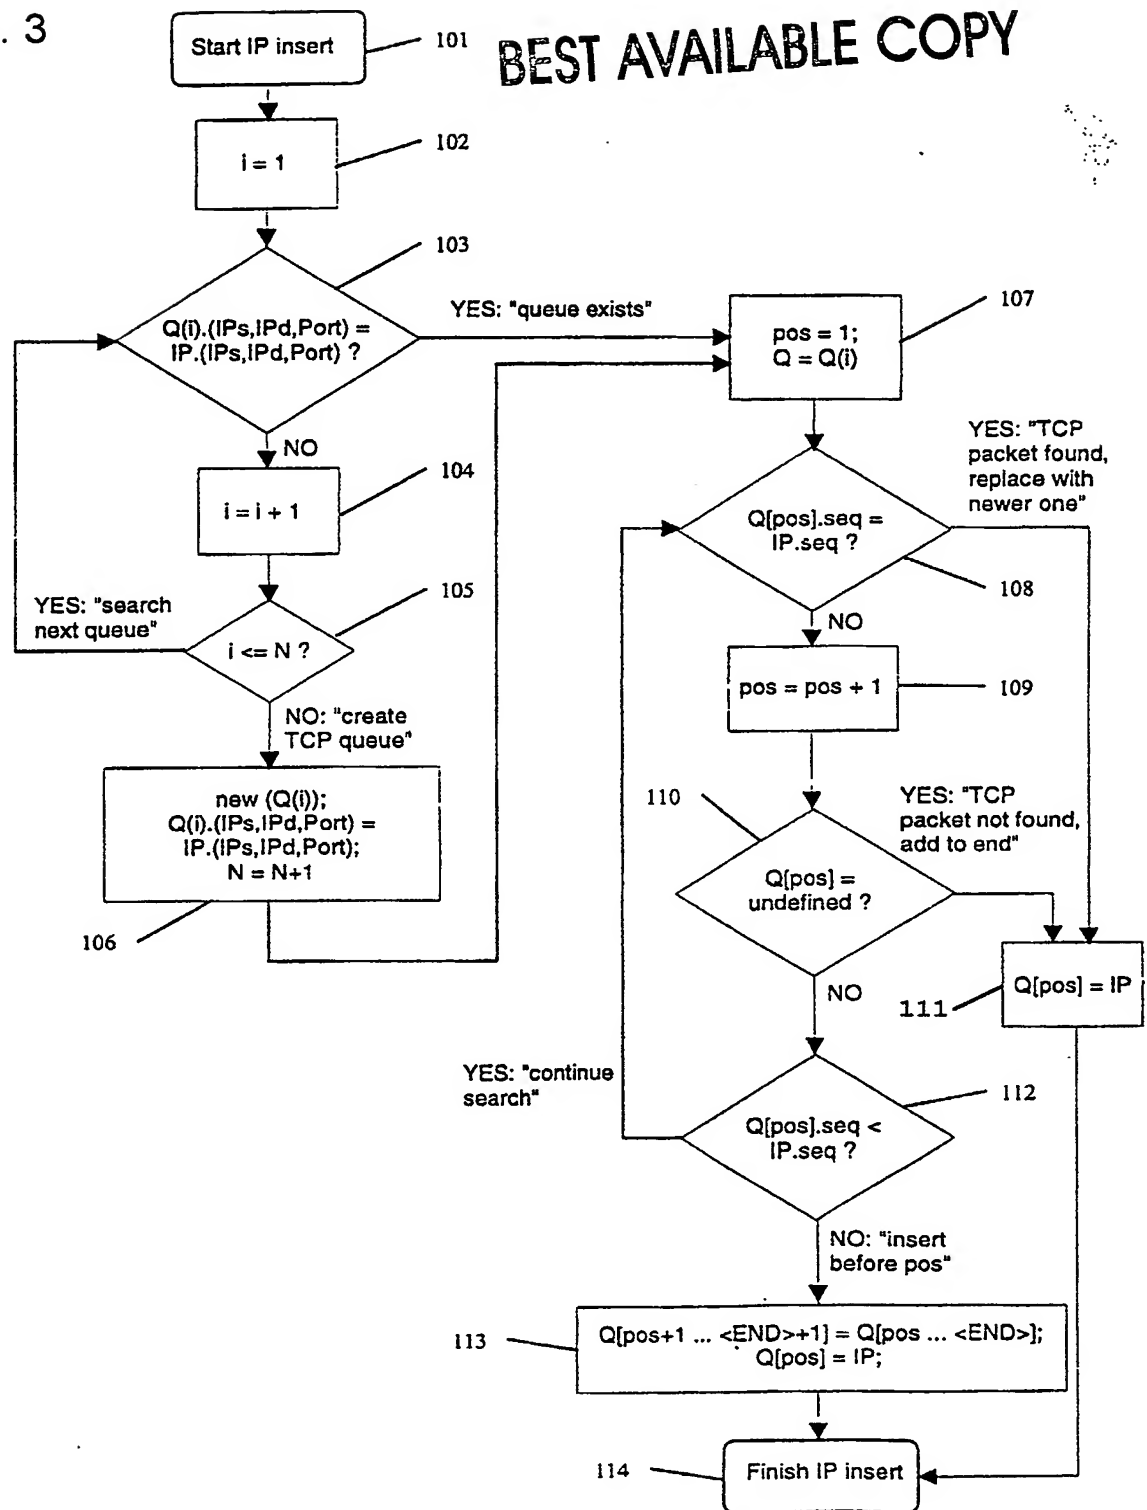 . 3
BEST AVAILABLE COPY
Start IP insert
101
i = 1
102
103
Q(i).(IPs,IPd,Port) =
IP.(IPs,IPd,Port) ?
YES: "queue exists"
107
pos = 1;
Q = Q(i)
NO
104
i = i + 1
YES: "search
next queue"
105
i <= N ?
NO: "create
TCP queue"
new (Q(i));
Q(i).(IPs,IPd,Port) =
IP.(IPs,IPd,Port);
N = N+1
106
YES: "TCP
packet found,
replace with
newer one"
Q[pos].seq =
IP.seq ?
108
NO
pos = pos + 1
109
110
YES: "TCP
packet not found,
add to end"
Q[pos] =
undefined ?
NO
111
Q[pos] = IP
YES: "continue
search"
112
Q[pos].seq <
IP.seq ?
NO: "insert
before pos"
113
Q[pos+1 ... <END>+1] = Q[pos ... <END>];
Q[pos] = IP;
114
Finish IP insert